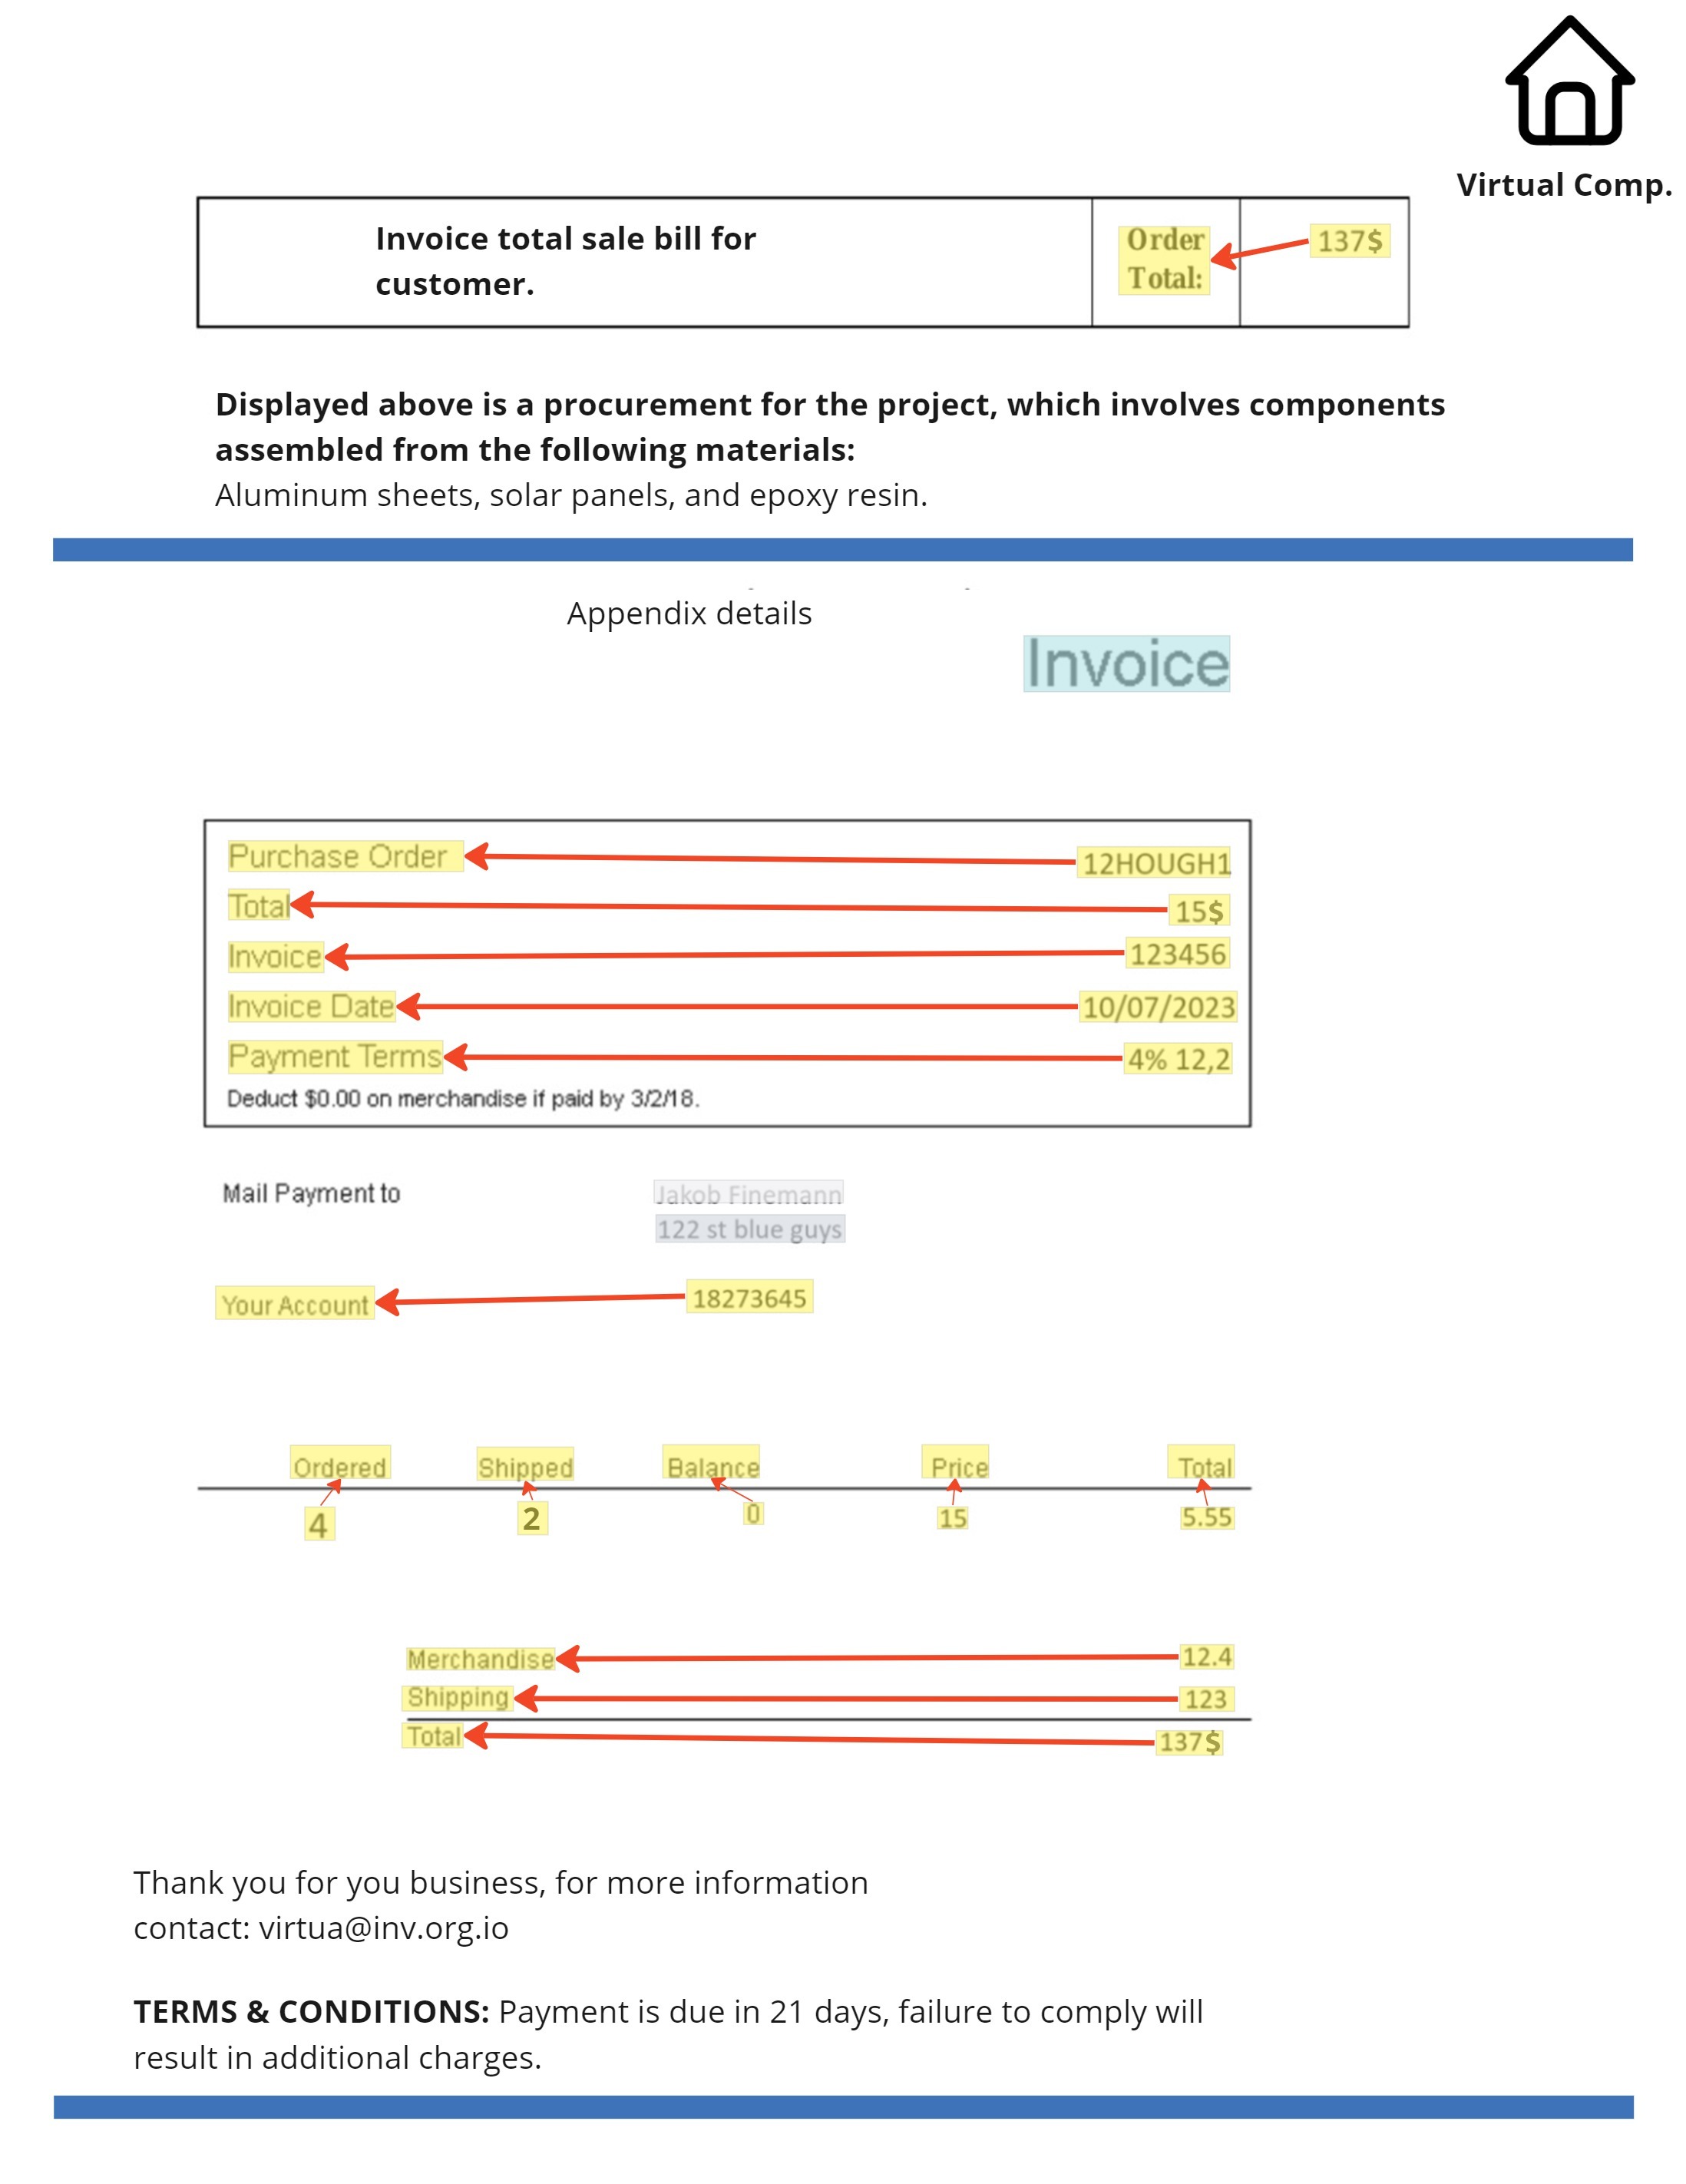 Virtual Comp.
Invoice total sale bill for
customer.
Order
Total:
137$
Displayed above is a procurement for the project, which involves components
assembled from the following materials:
Aluminum sheets, solar panels, and epoxy resin.
Appendix details
Invoice
Purchase Order 12HOUGH1
Total 15$
Invoice 123456
Invoice Date 10/07/2023
Payment Terms 4% 12,2
Deduct $0.00 on merchandise if paid by 3/2/18.
Mail Payment to Jakob Finemann
122 st blue guys
Your Account 18273645
Ordered Shipped Balance Price Total
4 2 0 15 5.55
Merchandise 12.4
Shipping 123
Total 137$
Thank you for you business, for more information
contact: virtua@inv.org.io
TERMS & CONDITIONS: Payment is due in 21 days, failure to comply will
result in additional charges.